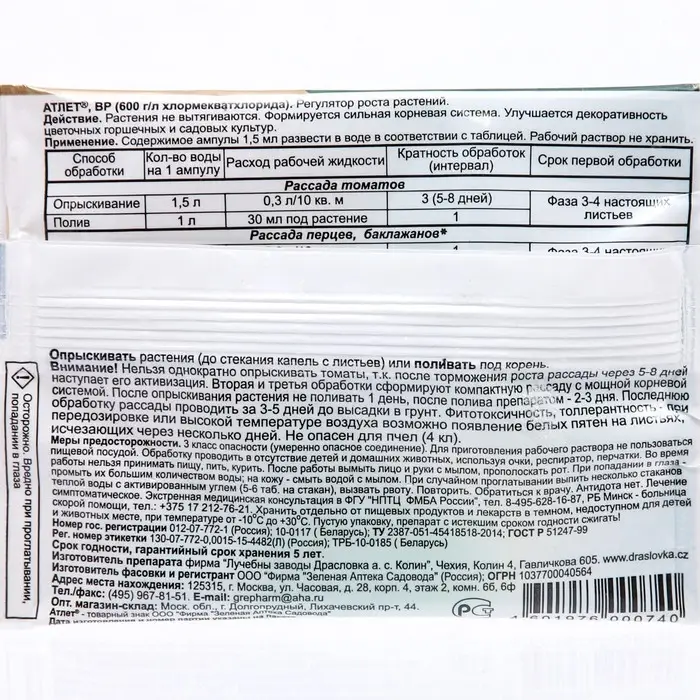 АТЛЕТ®, ВР (600 г/л хлормекватхлорида). Регулятор роста растений.
Действие. Растения не вытягиваются. Формируется сильная корневая система. Улучшается декоративность
цветочных горшечных и садовых культур.
Применение. Содержимое ампулы 1,5 мл развести в воде в соответствии с таблицей. Рабочий раствор не хранить.
Способ обработки Кол-во воды на 1 ампулу Расход рабочей жидкости Кратность обработок (интервал) Срок первой обработки
Рассада томатов
Опрыскивание 1,5 л 0,3 л/10 кв. м 3 (5-8 дней) Фаза 3-4 настоящих листьев
Полив 1 л 30 мл под растение 1
Рассада перцев, баклажанов*
1 Фаза 3-4 настоящих
Опрыскивать растения (до стекания капель с листьев) или поливать под корень.
Внимание! Нельзя однократно опрыскивать томаты, т.к. после торможения роста рассады через 5-8 дней
наступает его активизация. Вторая и третья обработки сформируют компактную рассаду с мощной корневой
системой. После опрыскивания растения не поливать 1 день, после полива препаратом - 2-3 дня. Последнюю
обработку рассады проводить за 3-5 дней до высадки в грунт. Фитотоксичность, толлерантность - при
передозировке или высокой температуре воздуха возможно появление белых пятен на листьях,
исчезающих через несколько дней. Не опасен для пчел (4 кл).
Меры предосторожности. 3 класс опасности (умеренно опасное соединение). Для приготовления рабочего раствора не пользоваться
пищевой посудой. Обработку проводить в отсутствие детей и домашних животных, используя очки, респиратор, перчатки. Во время
работы нельзя принимать пищу, пить, курить. После работы вымыть лицо и руки с мылом, прополоскать рот. При попадании в глаза -
промыть их большим количеством воды; на кожу - смыть водой с мылом. При случайном проглатывании выпить несколько стаканов
теплой воды с активированным углем (5-6 таб. на стакан), вызвать рвоту. Повторить. Обратиться к врачу. Антидота нет. Лечение
симптоматическое. Экстренная медицинская консультация в ФГУ "НПТЦ ФМБА России" тел. 8-495-628-16-87, РБ Минск - больница
скорой помощи, тел.: +375 17 212-76-21. Хранить отдельно от пищевых продуктов и лекарств в темном, недоступном для детей
и животных месте, при температуре от -10°С до +30°С. Пустую упаковку, препарат с истекшим сроком годности сжигать!
Номер гос. регистрации 012-07-772-1 (Россия); 10-0117 ( Беларусь); ТУ 2387-051-45418518-2014; ГОСТ Р 51247-99
Рег. номер этикетки 130-07-772-0,0015-15-4482(Л) (Россия); ТРБ-10-0185 ( Беларусь)
Срок годности, гарантийный срок хранения 5 лет.
Изготовитель препарата фирма "Лучебны заводы Драсловка а. с. Колин", Чехия, Колин 4, Гавличкова 605. www.draslovka.cz.
Изготовитель фасовки и регистрант ООО "Фирма "Зеленая Аптека Садовода" (Россия); ОГРН 1037700040564
Адрес места нахождения: 125315, г. Москва, ул. Часовая, д. 28, корп. 4, этаж 2, комн. 6б, 6ф
Тел./факс: (495) 967-81-51. E-mail: grepharm@aha.ru
Опт. магазин-склад: Моск. обл., г. Долгопрудный, Лихачевский пр-т, 44.
Атлет® - товарный знак ООО "Фирма "Зеленая Аптека Садовода"
Дата изготовления и номер партии указаны на
РСТ
4 601976 000740
Осторожно. Вредно при проглатывании,
попадании в глаза